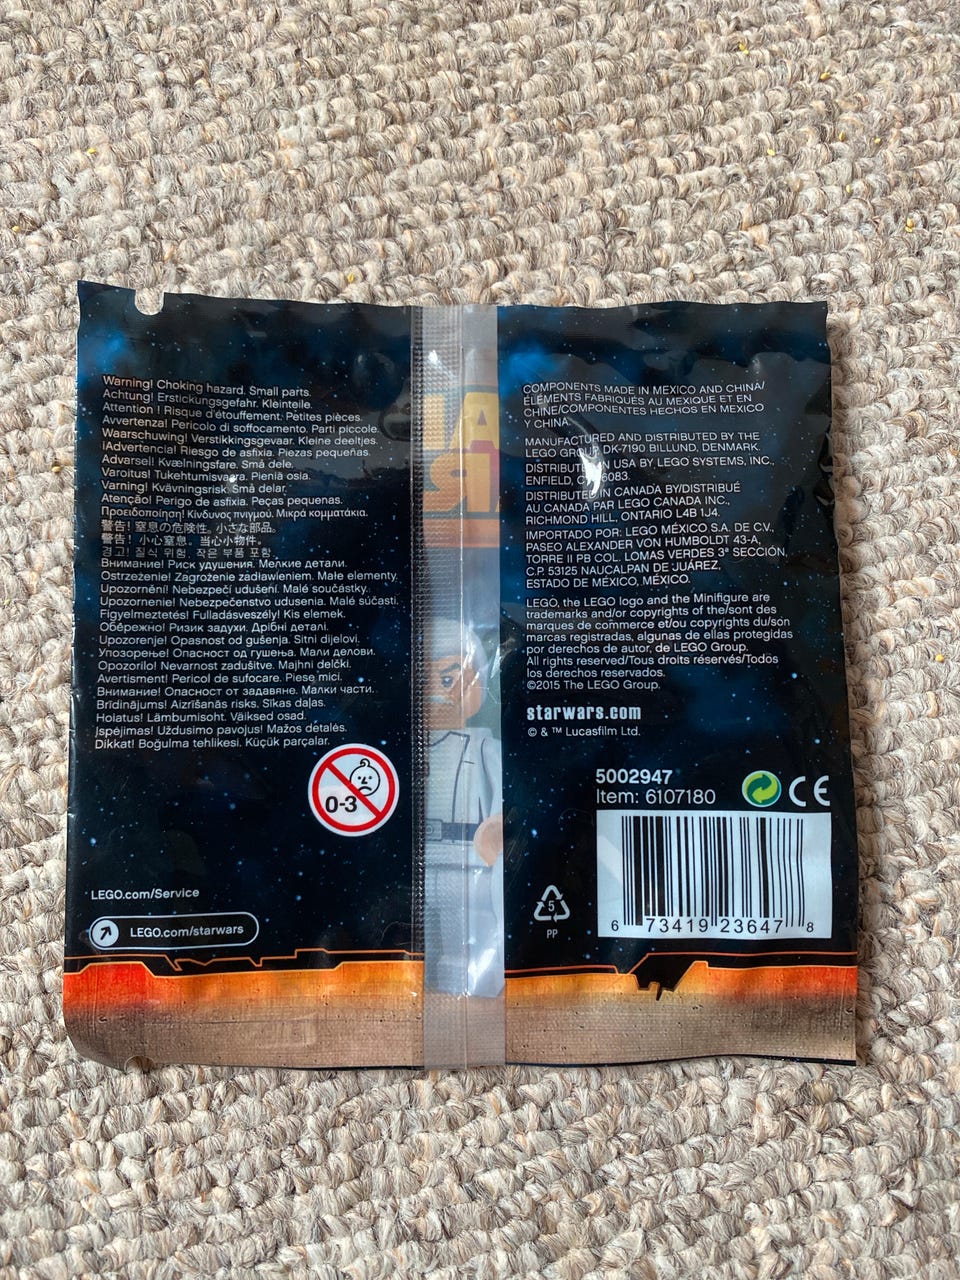 Warning! Choking hazard. Small parts.
Achtung! Erstickungsgefahr. Kleinteile.
Attention ! Risque d'étouffement. Petites pièces.
Avvertenza! Pericolo di soffocamento. Parti piccole.
Waarschuwing! Verstikkingsgevaar. Kleine deeltjes.
¡Advertencia! Riesgo de asfixia. Piezas pequeñas.
Advarsel! Kvælningsfare. Små dele.
Varoitus! Tukehtumisvaara. Pieniä osia.
Varning! Kvävningsrisk. Små delar.
Atenção! Perigo de asfixia. Peças pequenas.
Προειδοποίηση! Κίνδυνος πνιγμού. Μικρά κομματάκια.
警告! 窒息の危険性。小さな部品。
警告! 小心窒息。当心小物件。
경고! 질식 위험. 작은 부품 포함.
Внимание! Риск удушения. Мелкие детали.
Ostrzeżenie! Zagrożenie zadławieniem. Małe elementy.
Upozornění! Nebezpečí udušení. Malé součástky.
Upozornenie! Nebezpečenstvo udusenia. Malé súčasti.
Figyelmeztetés! Fulladásveszély! Kis elemek.
Обережно! Ризик задухи. Дрібні деталі.
Upozorenje! Opasnost od gušenja. Sitni dijelovi.
Упозорење! Опасност од гушења. Мали делови.
Opozorilo! Nevarnost zadušitve. Majhni delčki.
Avertisment! Pericol de sufocare. Piese mici.
Внимание! Опасност от задавяне. Малки части.
Brīdinājums! Aizrīšanās risks. Sīkas daļas.
Hoiatus! Lämbumisoht. Väiksed osad.
Įspėjimas! Uždusimo pavojus! Mažos detalės.
Dikkat! Boğulma tehlikesi. Küçük parçalar.
0-3
LEGO.com/Service
LEGO.com/starwars
COMPONENTS MADE IN MEXICO AND CHINA/
ÉLÉMENTS FABRIQUÉS AU MEXIQUE ET EN
CHINE/COMPONENTES HECHOS EN MEXICO
Y CHINA.
MANUFACTURED AND DISTRIBUTED BY THE
LEGO GROUP, DK-7190 BILLUND, DENMARK.
DISTRIBUTED IN USA BY LEGO SYSTEMS, INC.,
ENFIELD, CT 06083.
DISTRIBUTED IN CANADA BY/DISTRIBUÉ
AU CANADA PAR LEGO CANADA INC.,
RICHMOND HILL, ONTARIO L4B 1J4.
IMPORTADO POR: LEGO MÉXICO S.A. DE C.V.,
PASEO ALEXANDER VON HUMBOLDT 43-A,
TORRE II PB COL. LOMAS VERDES 3ª SECCIÓN,
C.P. 53125 NAUCALPAN DE JUÁREZ,
ESTADO DE MÉXICO, MÉXICO.
LEGO, the LEGO logo and the Minifigure are
trademarks and/or copyrights of the/sont des
marques de commerce et/ou copyrights du/son
marcas registradas, algunas de ellas protegidas
por derechos de autor, de LEGO Group.
All rights reserved/Tous droits réservés/Todos
los derechos reservados.
©2015 The LEGO Group.
starwars.com
© & ™ Lucasfilm Ltd.
5002947
Item: 6107180
CE
5
PP
6 73419 23647 8